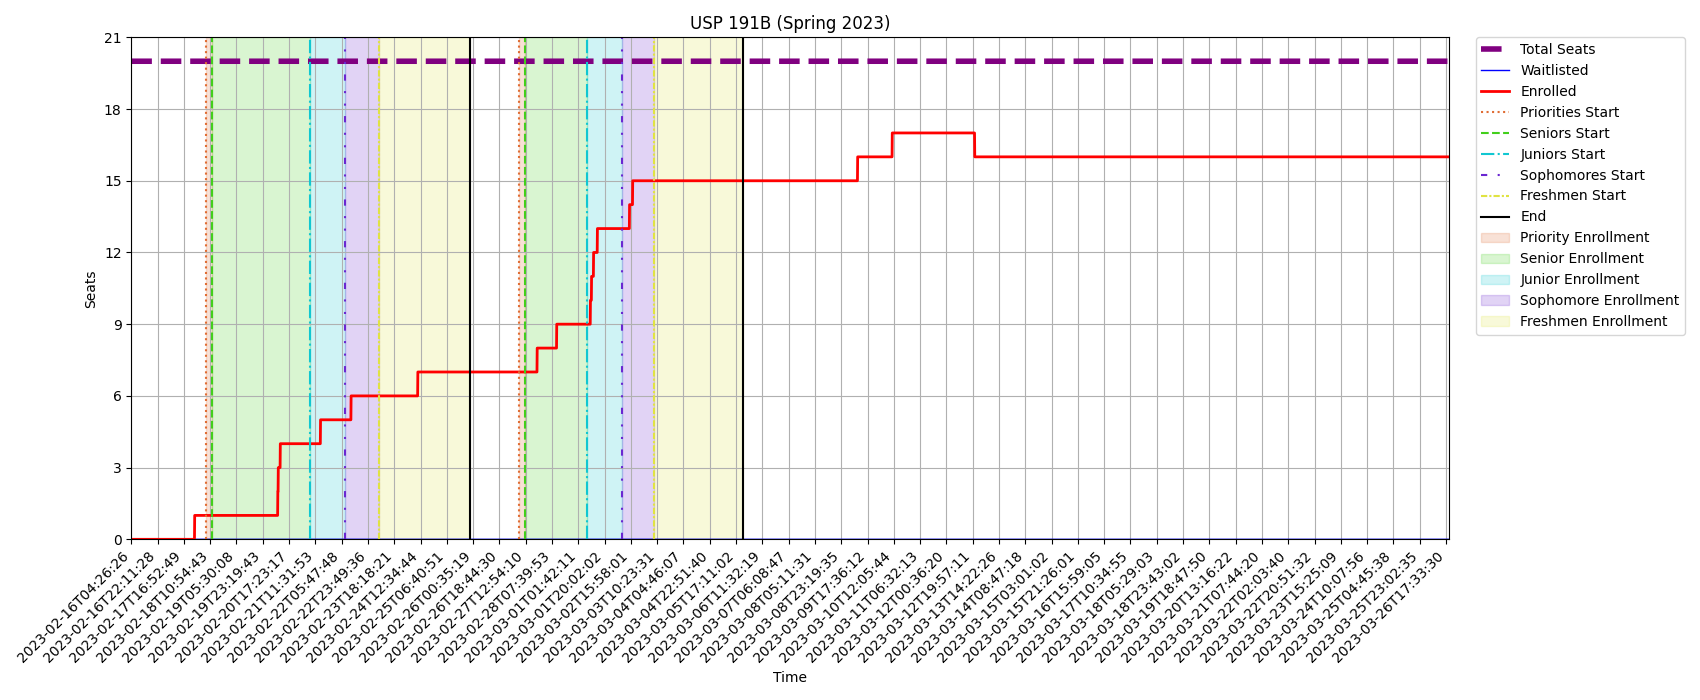 USP 191B (Spring 2023)
21
18
15
12
9
6
3
0
Seats
2023-02-16T04:26:26
2023-02-16T22:11:28
2023-02-17T16:52:49
2023-02-18T10:54:43
2023-02-19T05:30:08
2023-02-19T23:19:43
2023-02-20T17:23:17
2023-02-21T11:31:53
2023-02-22T05:47:48
2023-02-22T23:49:36
2023-02-23T18:18:21
2023-02-24T12:34:44
2023-02-25T06:40:51
2023-02-26T00:35:19
2023-02-26T18:44:30
2023-02-27T12:54:10
2023-02-28T07:39:53
2023-03-01T01:42:11
2023-03-01T20:02:02
2023-03-02T15:58:01
2023-03-03T10:23:31
2023-03-04T04:46:07
2023-03-04T22:51:40
2023-03-05T17:11:02
2023-03-06T11:32:19
2023-03-07T06:08:47
2023-03-08T05:11:31
2023-03-08T23:19:35
2023-03-09T17:36:12
2023-03-10T12:05:44
2023-03-11T06:32:13
2023-03-12T00:36:20
2023-03-12T19:57:11
2023-03-13T14:22:26
2023-03-14T08:47:18
2023-03-15T03:01:02
2023-03-15T21:26:01
2023-03-16T15:59:05
2023-03-17T10:34:55
2023-03-18T05:29:03
2023-03-18T23:43:02
2023-03-19T18:47:50
2023-03-20T13:16:22
2023-03-21T07:44:20
2023-03-22T02:03:40
2023-03-22T20:51:32
2023-03-23T15:25:09
2023-03-24T10:07:56
2023-03-25T04:45:38
2023-03-25T23:02:35
2023-03-26T17:33:30
Time
Total Seats
Waitlisted
Enrolled
Priorities Start
Seniors Start
Juniors Start
Sophomores Start
Freshmen Start
End
Priority Enrollment
Senior Enrollment
Junior Enrollment
Sophomore Enrollment
Freshmen Enrollment